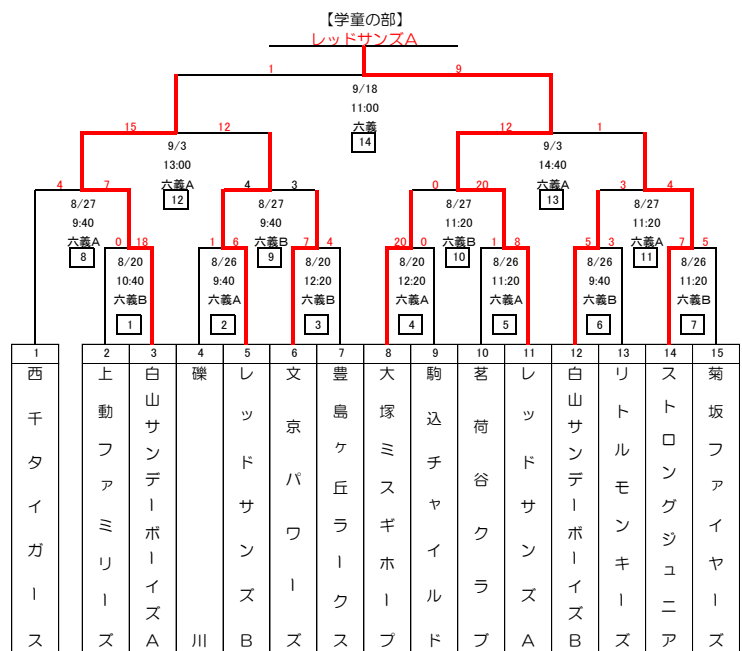 【学童の部】
レッドサンズA
1 9
9/18
11:00
六義
14
15 12 12 1
9/3 9/3
13:00 14:40
六義A 六義A
12 13
4 7 4 3 0 20 3 4
8/27 8/27 8/27 8/27
9:40 9:40 11:20 11:20
六義A 六義B 六義B 六義A
8 9 10 11
0 18 1 6 7 4 20 0 1 8 5 3 7 5
8/20 8/26 8/20 8/20 8/26 8/26 8/26
10:40 9:40 12:20 12:20 11:20 9:40 11:20
六義B 六義A 六義B 六義A 六義A 六義B 六義B
1 2 3 4 5 6 7
1 2 3 4 5 6 7 8 9 10 11 12 13 14 15
西千タイガース
上動ファミリーズ
白山サンデーボーイズA
礫川
レッドサンズB
文京パワーズ
豊島ヶ丘ラークス
大塚ミスギホープ
駒込チャイルド
茗荷谷クラブ
レッドサンズA
白山サンデーボーイズB
リトルモンキーズ
ストロングジュニア
菊坂ファイヤーズ